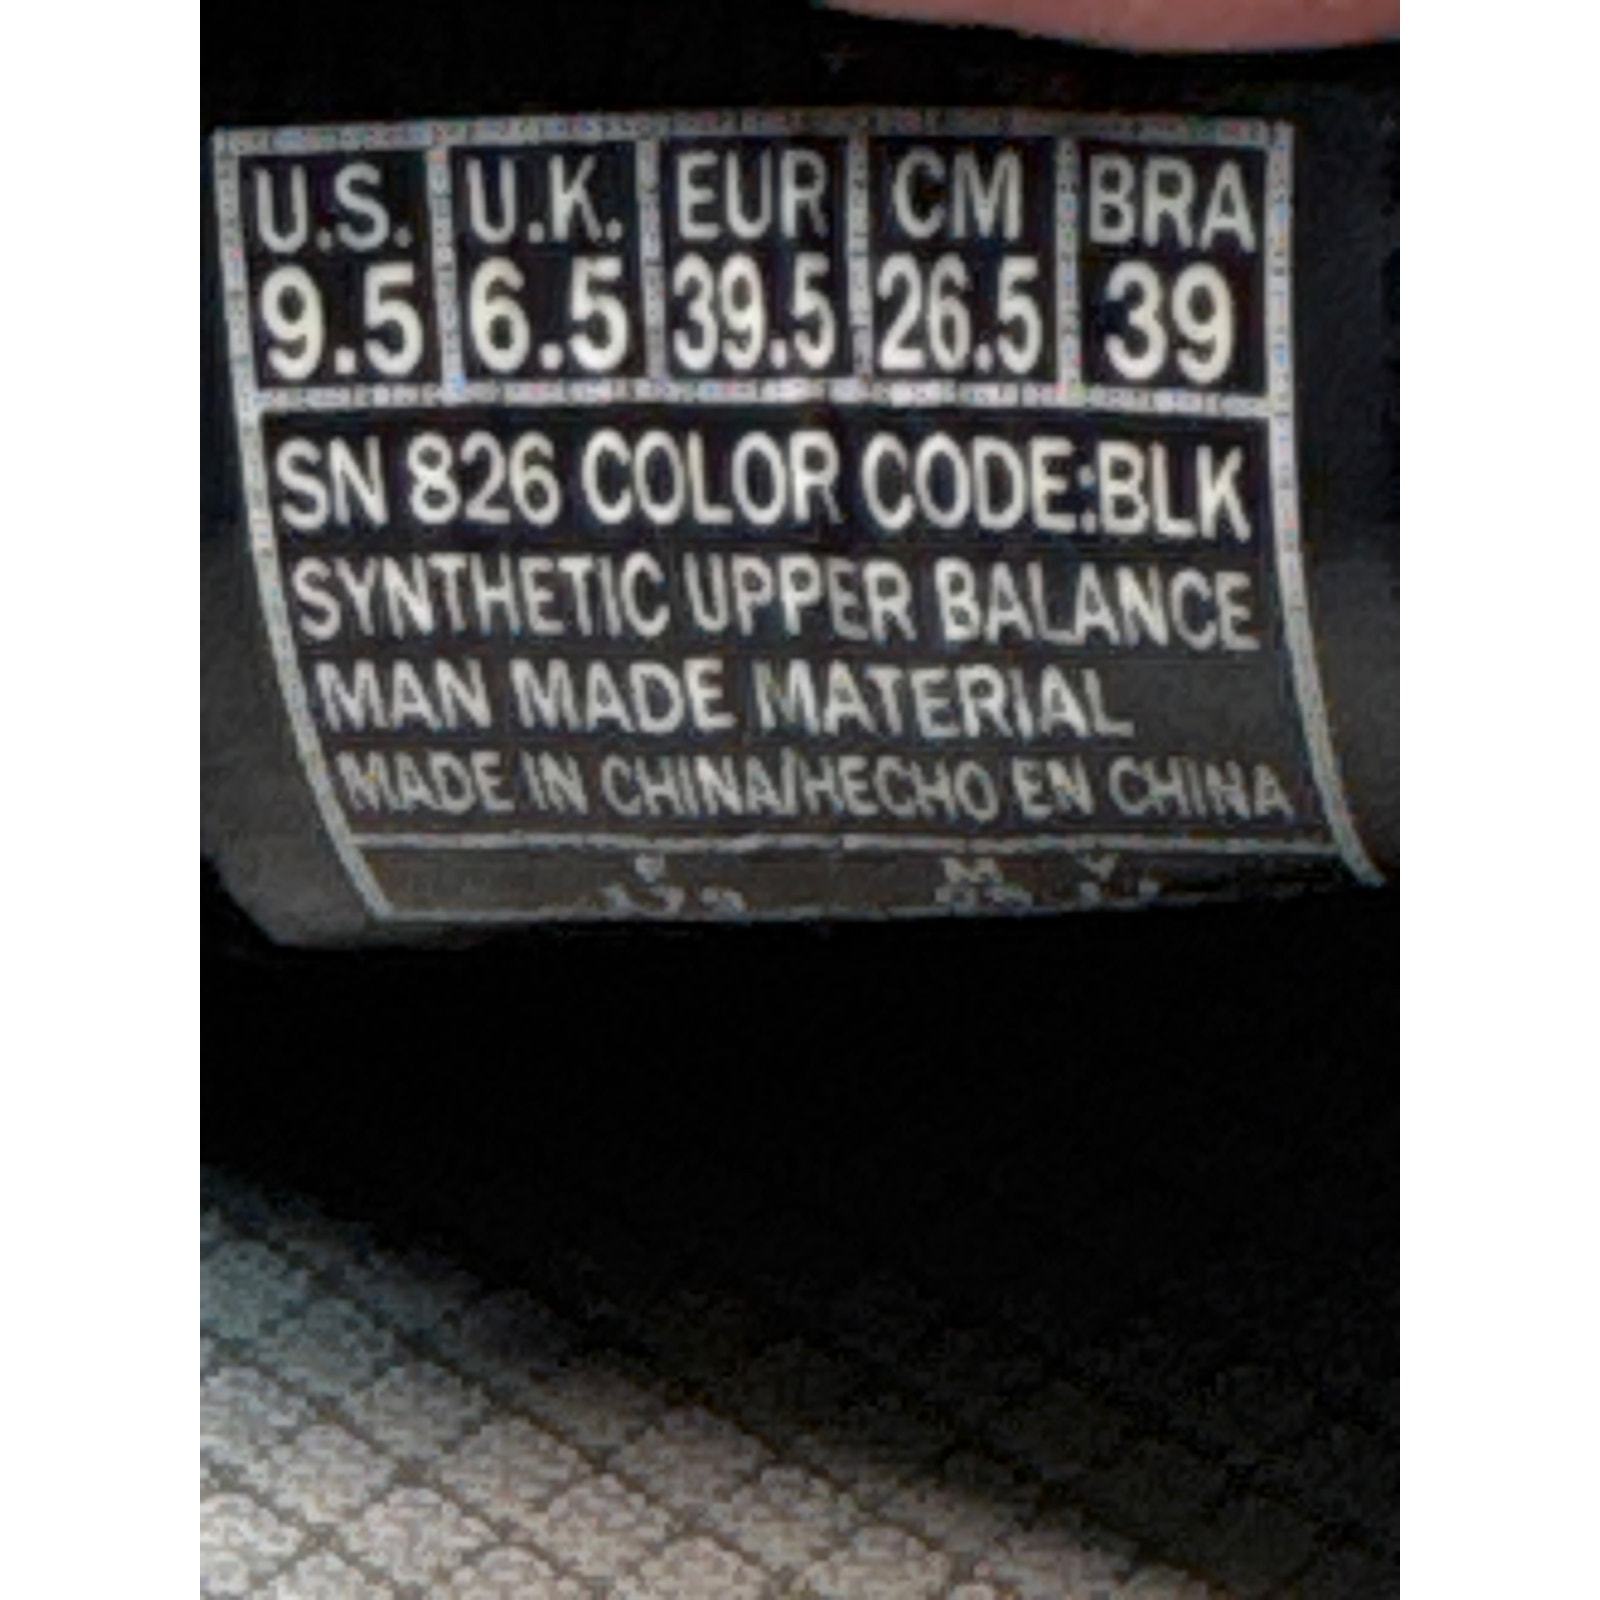 U.S. U.K. EUR CM BRA
9.5 6.5 39.5 26.5 39
SN 826 COLOR CODE:BLK
SYNTHETIC UPPER BALANCE
MAN MADE MATERIAL
MADE IN CHINA/HECHO EN CHINA